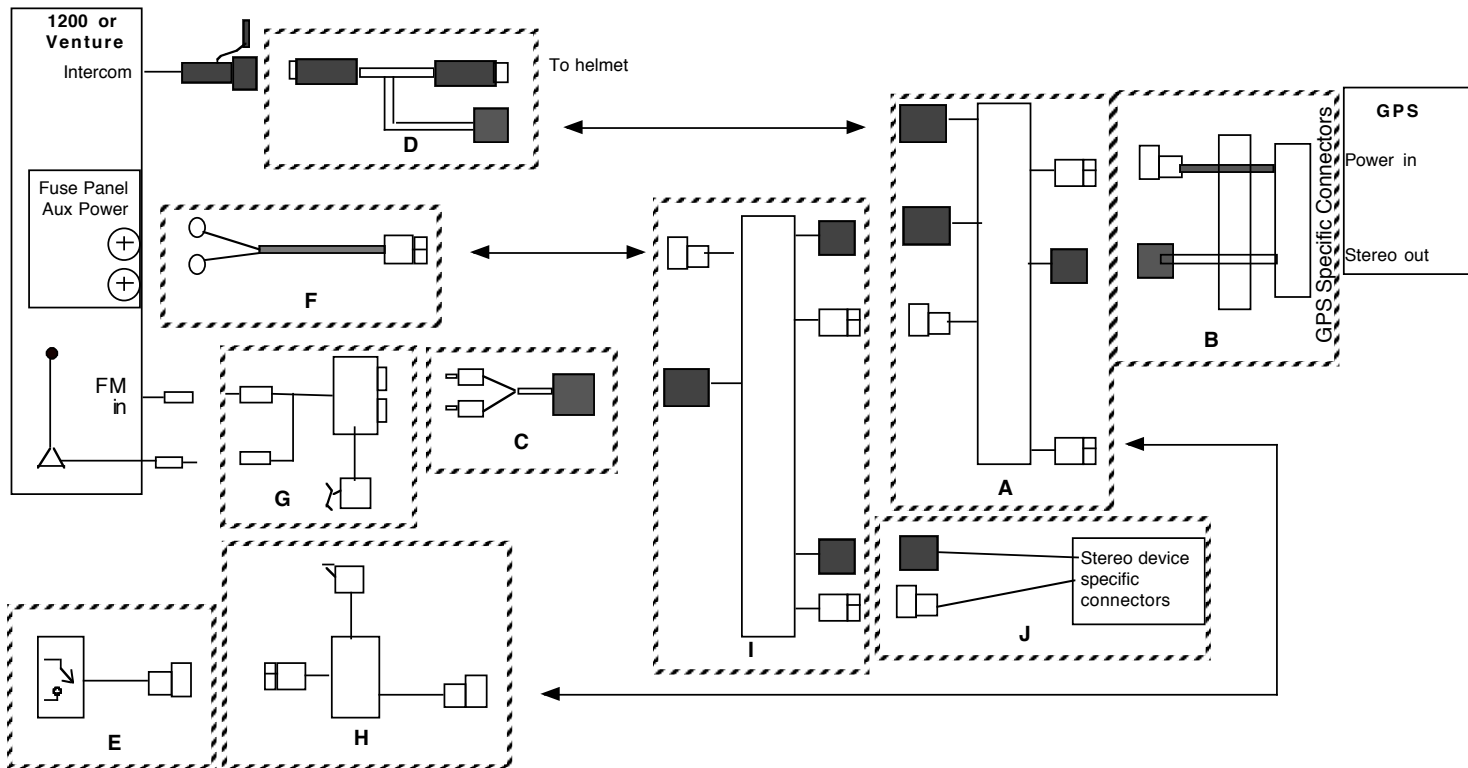 1200 or
Venture
Intercom
To helmet
D
Fuse Panel
Aux Power
F
FM
in
G
C
I
A
GPS
Power in
Stereo out
GPS Specific Connectors
B
Stereo device
specific
connectors
J
E
H